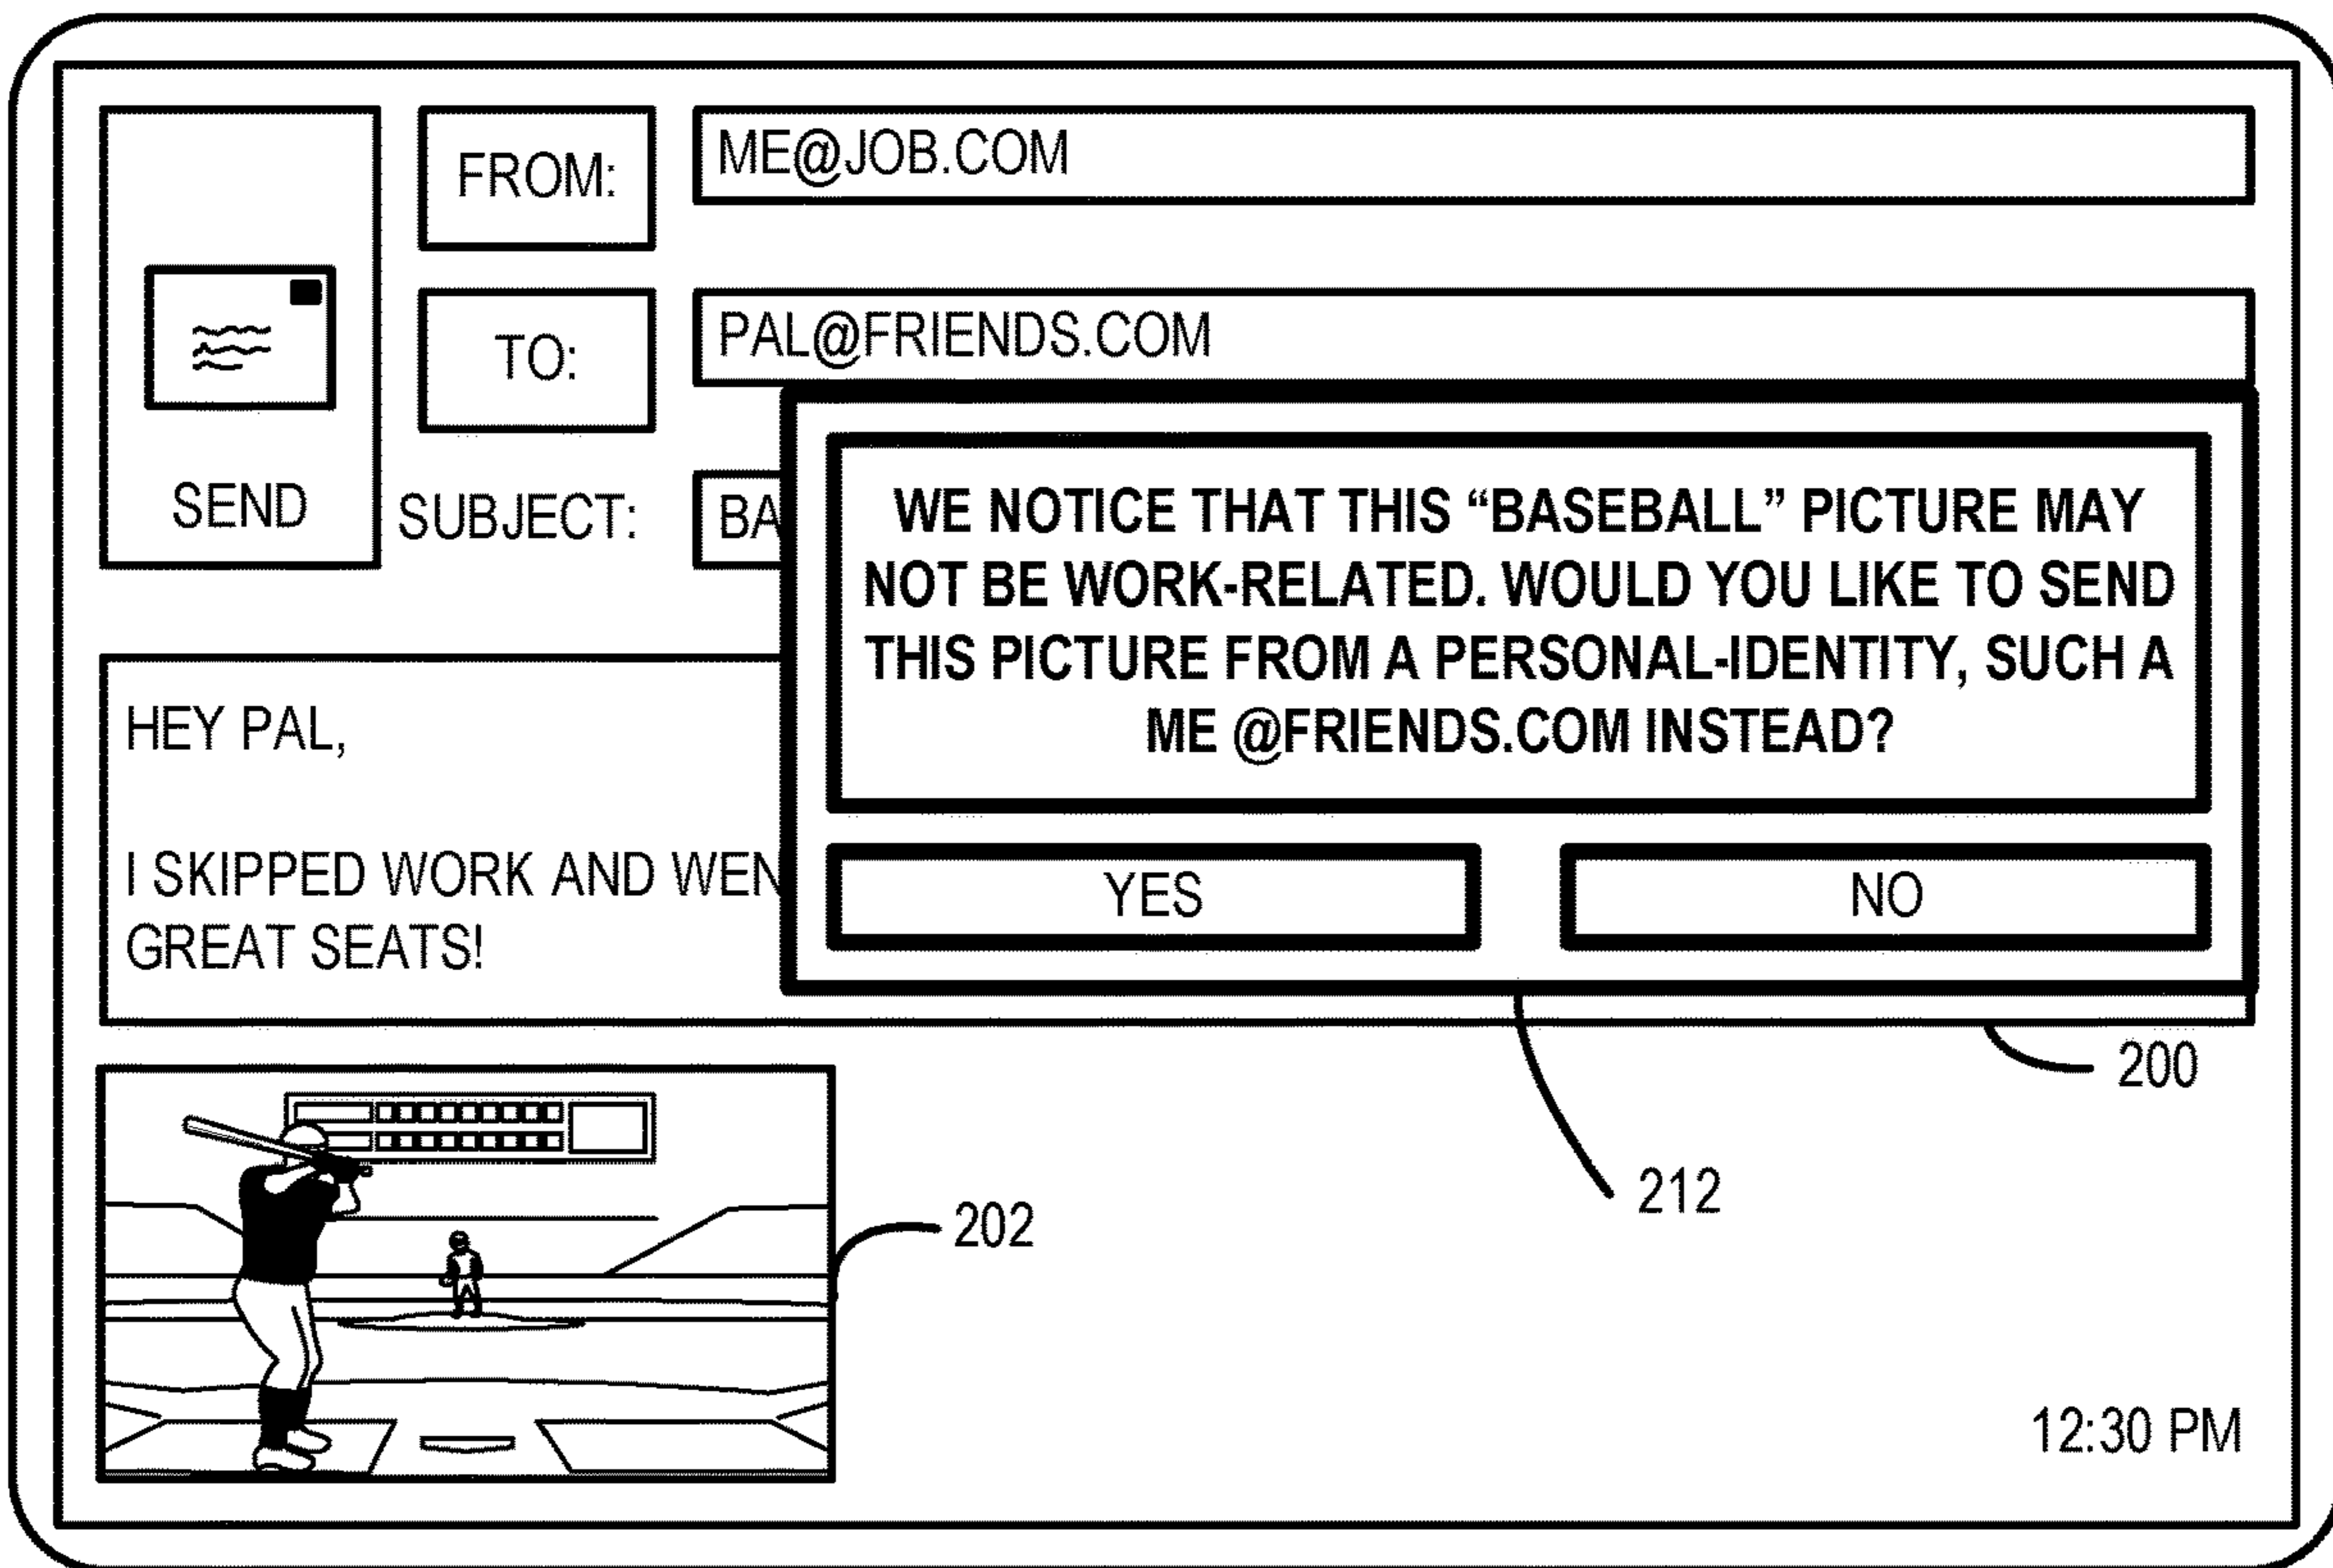 FROM:
ME@JOB.COM
TO:
PAL@FRIENDS.COM
SEND
SUBJECT:
BA
WE NOTICE THAT THIS “BASEBALL” PICTURE MAY
NOT BE WORK-RELATED. WOULD YOU LIKE TO SEND
THIS PICTURE FROM A PERSONAL-IDENTITY, SUCH A
ME @FRIENDS.COM INSTEAD?
YES
NO
HEY PAL,
I SKIPPED WORK AND WEN
GREAT SEATS!
200
212
202
12:30 PM